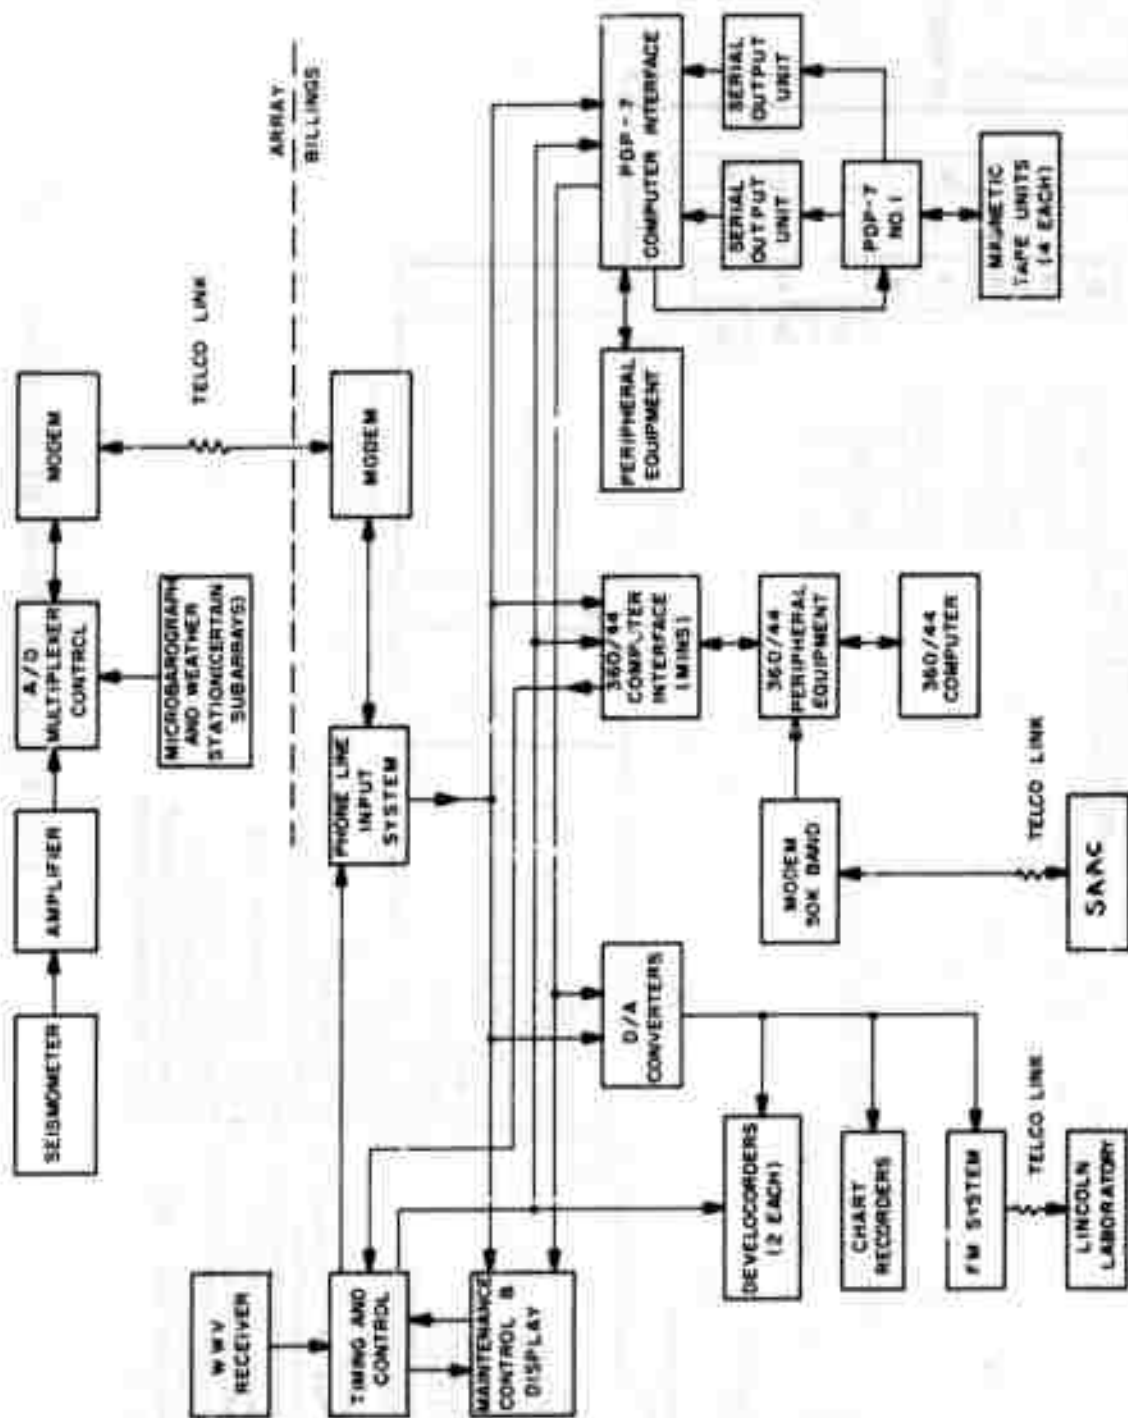 SEISMOMETER
AMPLIFIER
A/D
MULTIPLEXER
CONTROL
MODEM
MICROBAROGRAPH
AND WEATHER
STATION(CERTAIN
SUBARRAYS)
TELCO LINK
ARRAY
BILLINGS
WWV
RECEIVER
TIMING AND
CONTROL
PHONE LINE
INPUT
SYSTEM
MODEM
MAINTENANCE
CONTROL &
DISPLAY
D/A
CONVERTERS
360/44
COMPUTER
INTERFACE
(MINS)
PERIPHERAL
EQUIPMENT
PDP-7
COMPUTER INTERFACE
DEVELOCORDERS
(2 EACH)
MODEM
50K BAND
360/44
PERIPHERAL
EQUIPMENT
SERIAL
OUTPUT
UNIT
SERIAL
OUTPUT
UNIT
CHART
RECORDERS
360/44
COMPUTER
PDP-7
NO. 1
FM SYSTEM
MAGNETIC
TAPE UNITS
(4 EACH)
TELCO LINK
TELCO LINK
LINCOLN
LABORATORY
SAAC